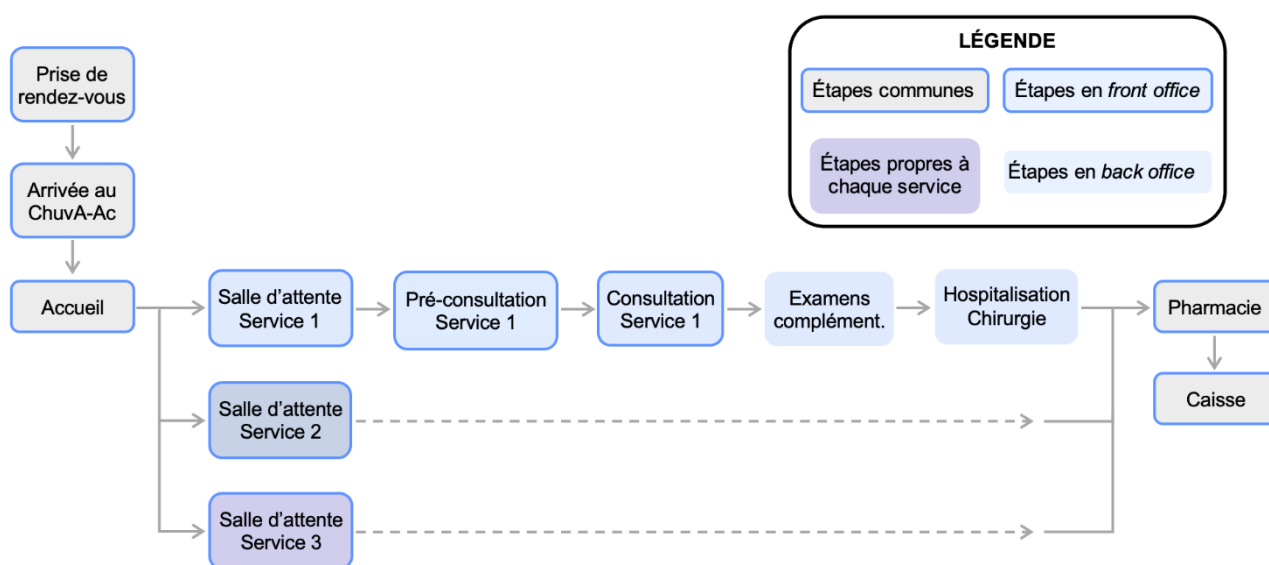 LÉGENDE
Étapes communes
Étapes en front office
Étapes propres à
chaque service
Étapes en back office
Prise de
rendez-vous
Arrivée au
ChuvA-Ac
Accueil
Salle d'attente
Service 1
Pré-consultation
Service 1
Consultation
Service 1
Examens
complément.
Hospitalisation
Chirurgie
Pharmacie
Caisse
Salle d'attente
Service 2
Salle d'attente
Service 3